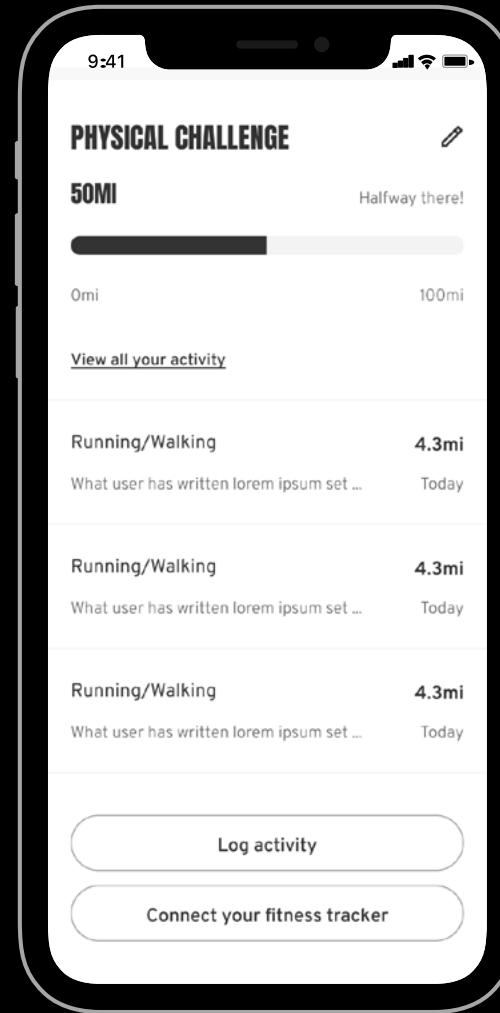 9:41
PHYSICAL CHALLENGE
50MI
Halfway there!
0mi 100mi
View all your activity
Running/Walking 4.3mi
What user has written lorem ipsum set ... Today
Running/Walking 4.3mi
What user has written lorem ipsum set ... Today
Running/Walking 4.3mi
What user has written lorem ipsum set ... Today
Log activity
Connect your fitness tracker